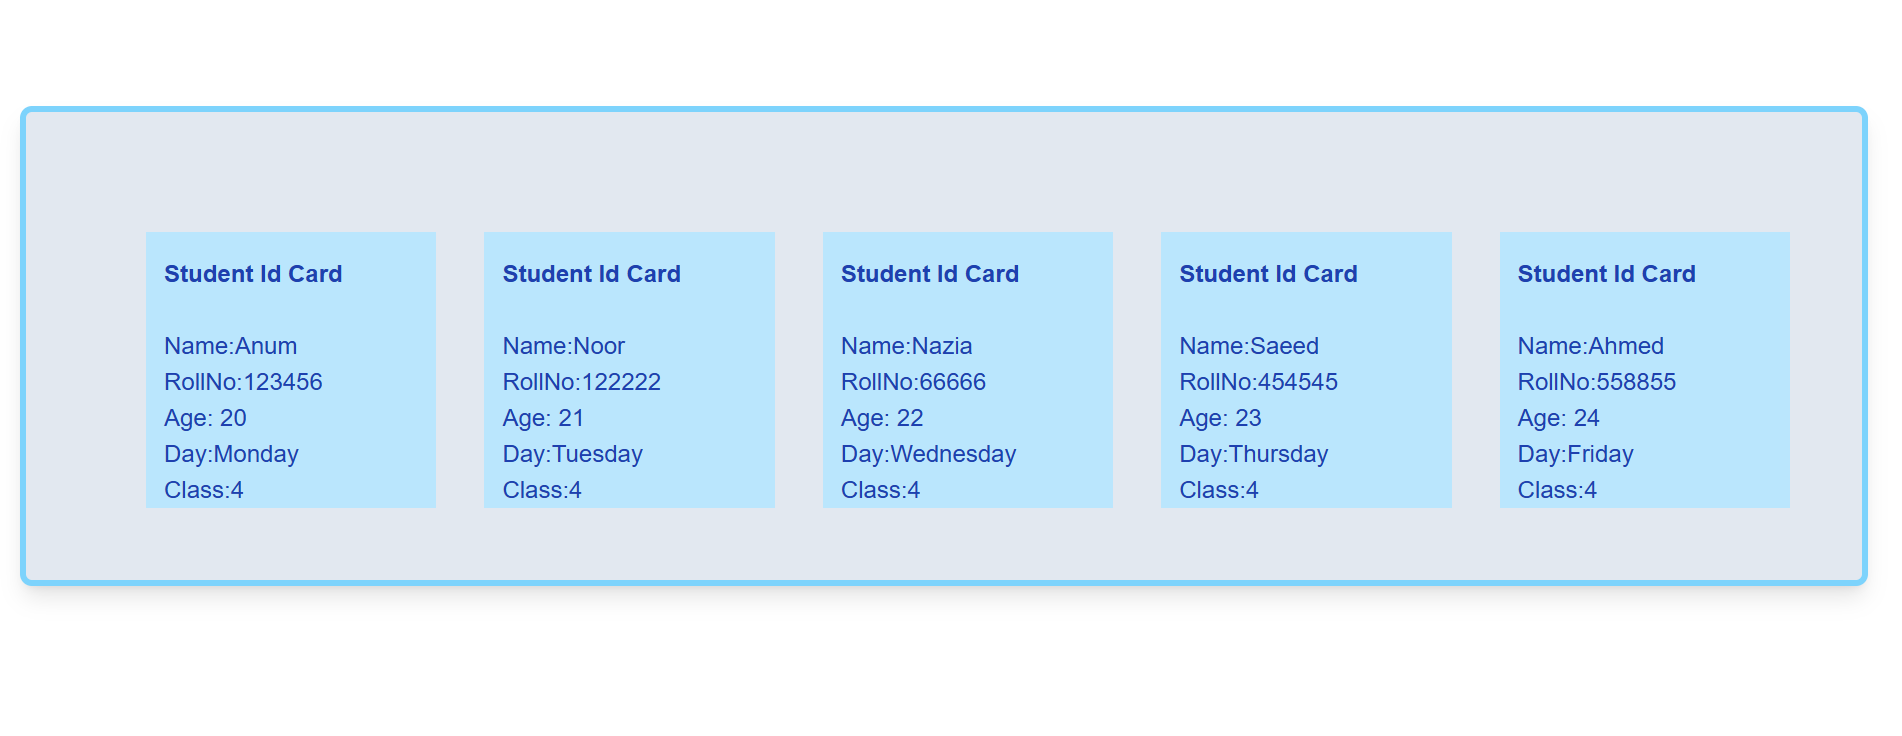 Student Id Card
Name:Anum
RollNo:123456
Age: 20
Day:Monday
Class:4
Student Id Card
Name:Noor
RollNo:122222
Age: 21
Day:Tuesday
Class:4
Student Id Card
Name:Nazia
RollNo:66666
Age: 22
Day:Wednesday
Class:4
Student Id Card
Name:Saeed
RollNo:454545
Age: 23
Day:Thursday
Class:4
Student Id Card
Name:Ahmed
RollNo:558855
Age: 24
Day:Friday
Class:4